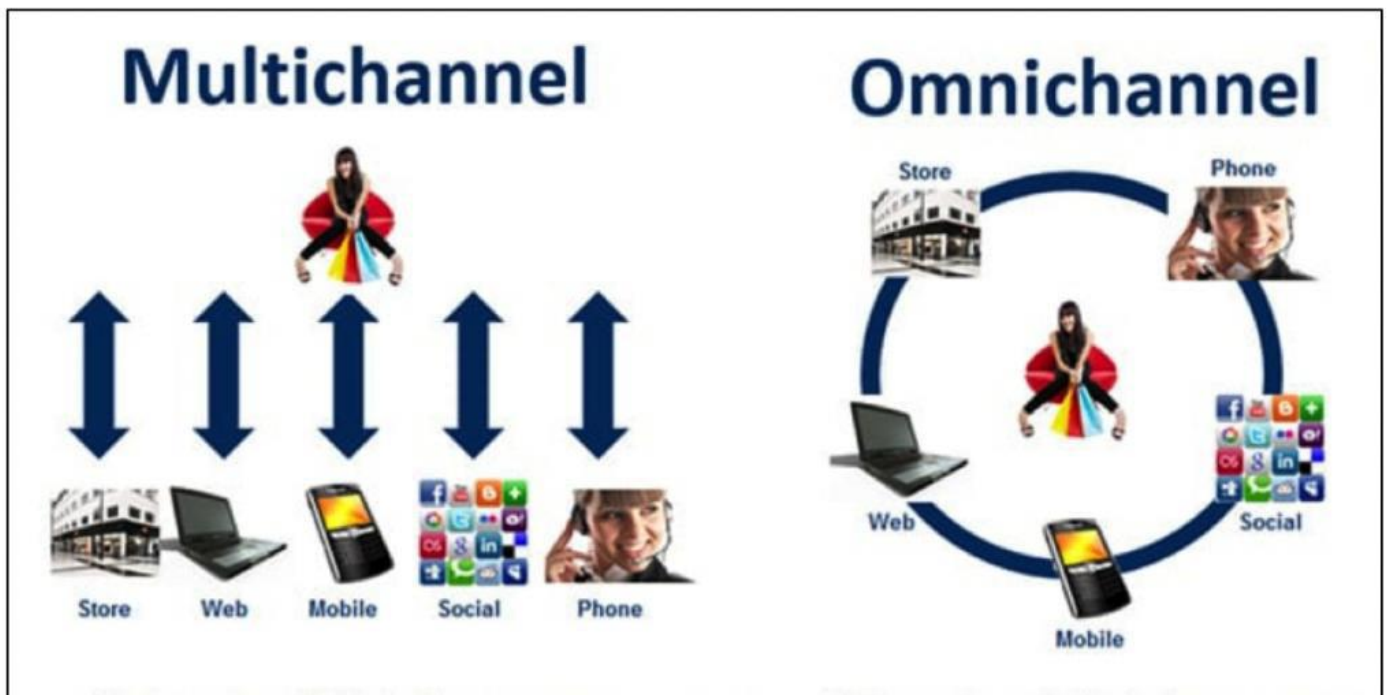 Multichannel
Store
Web
Mobile
Social
Phone
Omnichannel
Store
Phone
Web
Social
Mobile